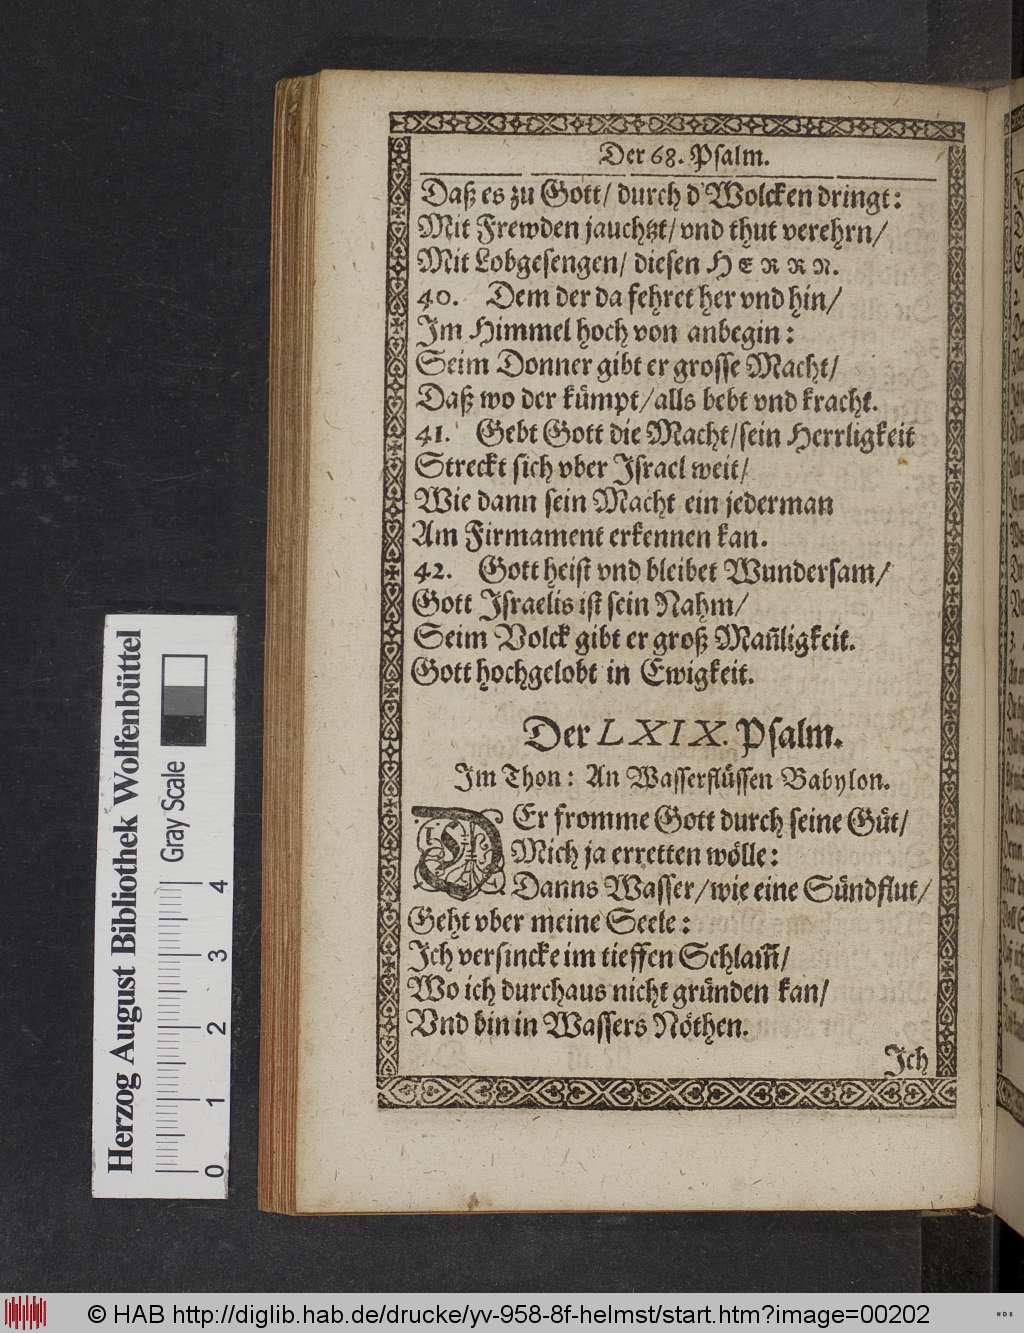 Der 68. Psalm.
Daß es zu Gott/ durch d'Wolcken dringt:
Mit Frewden jauchtzt/ vnd thut verehrn/
Mit Lobgesengen/ diesen HERRN.
40. Dem der da fehret her vnd hin/
Im Himmel hoch von anbegin:
Seim Donner gibt er grosse Macht/
Daß wo der kümpt/alls bebt vnd kracht.
41. Gebt Gott die Macht/sein Herrligkeit
Streckt sich vber Israel weit/
Wie dann sein Macht ein jederman
Am Firmament erkennen kan.
42. Gott heist vnd bleibet Wundersam/
Gott Israelis ist sein Nahm/
Seim Volck gibt er groß Mañligkeit.
Gott hochgelobt in Ewigkeit.
Der LXIX. Psalm.
Im Thon: An Wasserflüssen Babylon.
DEr fromme Gott durch seine Güt/
Mich ja erretten wölle:
Danns Wasser/wie eine Sündflut/
Geht vber meine Seele:
Ich versincke im tieffen Schlam̃/
Wo ich durchaus nicht gründen kan/
Vnd bin in Wassers Nöthen.
Ich
Herzog August Bibliothek Wolfenbüttel
Gray Scale
0 1 2 3 4
© HAB http://diglib.hab.de/drucke/yv-958-8f-helmst/start.htm?image=00202